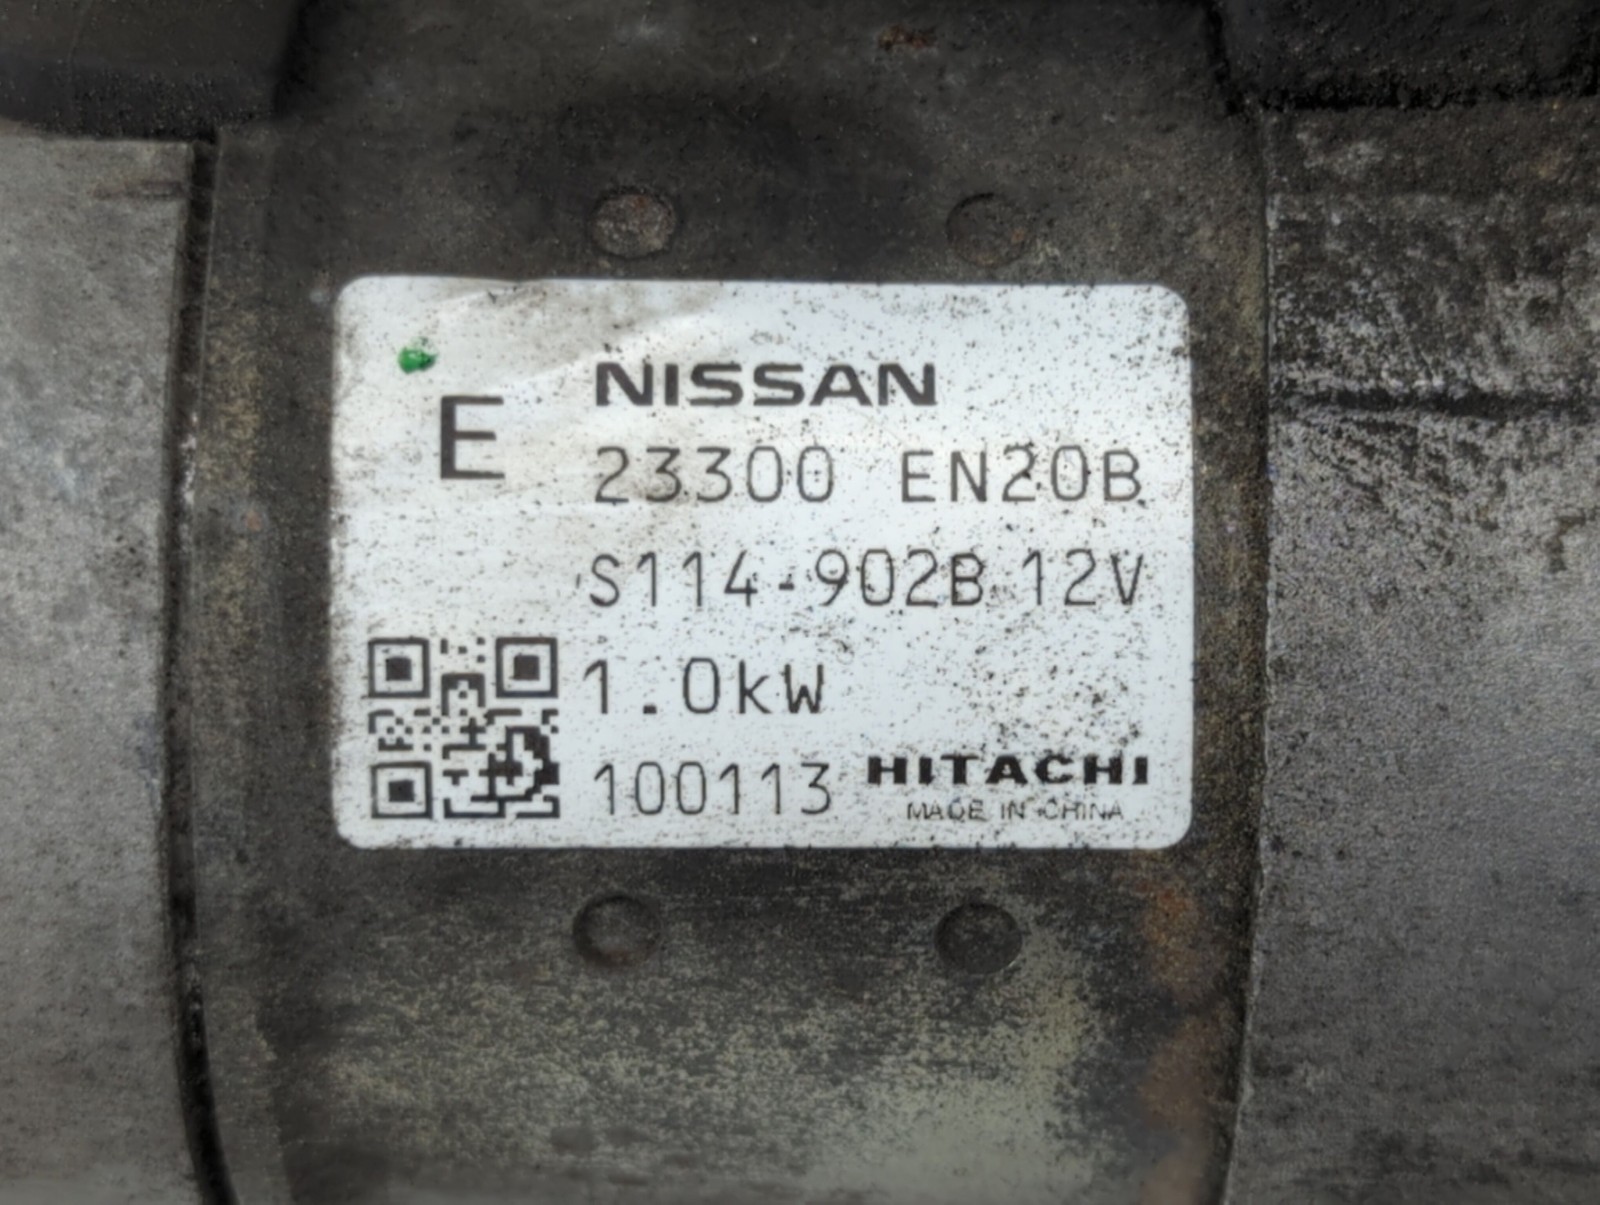 NISSAN
E
23300 EN20B
S114-902B 12V
1.0kW
100113 HITACHI
MADE IN CHINA